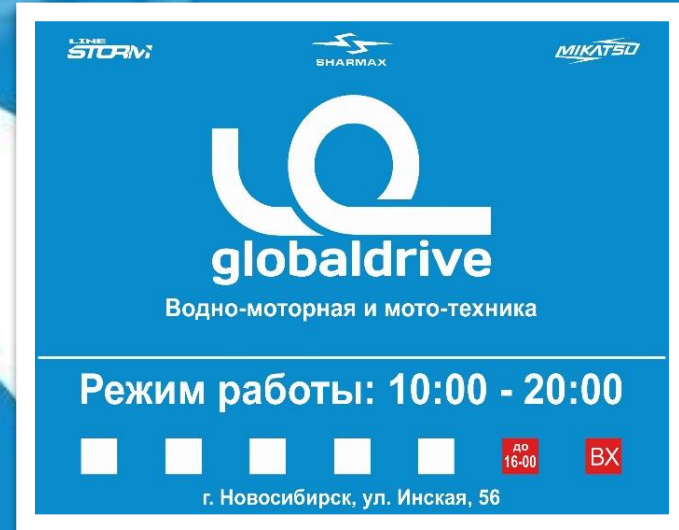 LINE
STORM
SHARMAX
MIKATSU
globaldrive
Водно-моторная и мото-техника
Режим работы: 10:00 - 20:00
до
16-00
ВХ
г. Новосибирск, ул. Инская, 56